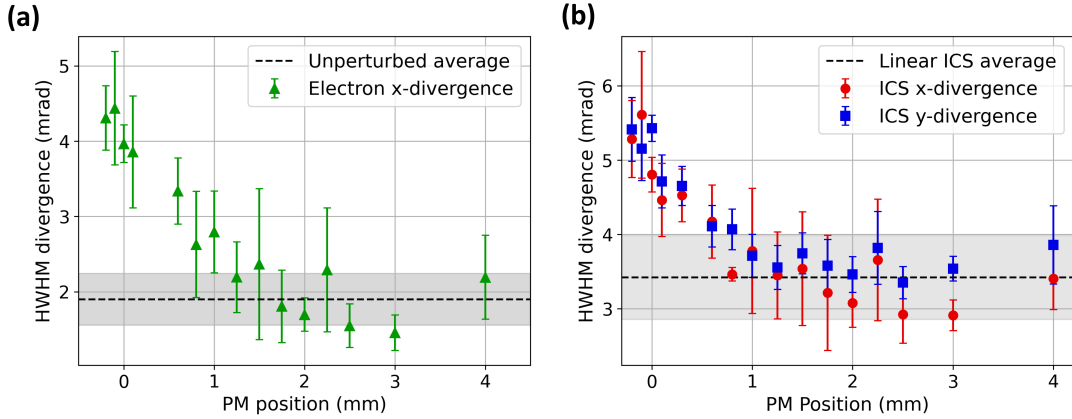 (a)
HWHM divergence (mrad)
5
4
3
2
0
1
2
3
4
PM position (mm)
Unperturbed average
Electron x-divergence
(b)
HWHM divergence (mrad)
6
5
4
3
0
1
2
3
4
PM Position (mm)
Linear ICS average
ICS x-divergence
ICS y-divergence